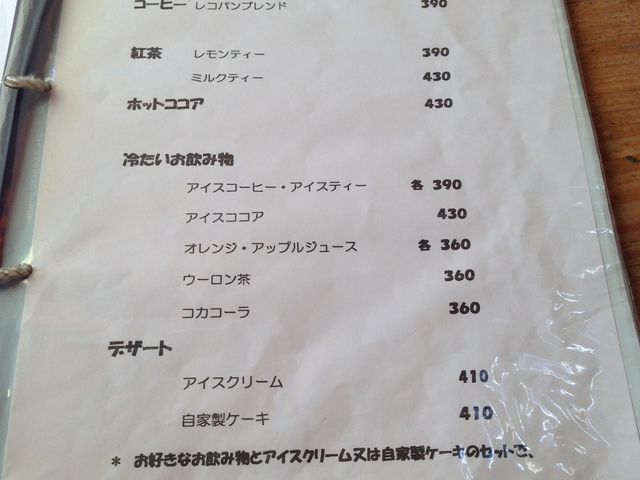 コーヒー レコパンブレンド 390
紅茶 レモンティー 390
ミルクティー 430
ホットココア 430
冷たいお飲み物
アイスコーヒー・アイスティー 各 390
アイスココア 430
オレンジ・アップルジュース 各 360
ウーロン茶 360
コカコーラ 360
デザート
アイスクリーム 410
自家製ケーキ 410
* お好きなお飲み物とアイスクリーム又は自家製ケーキのセットで、